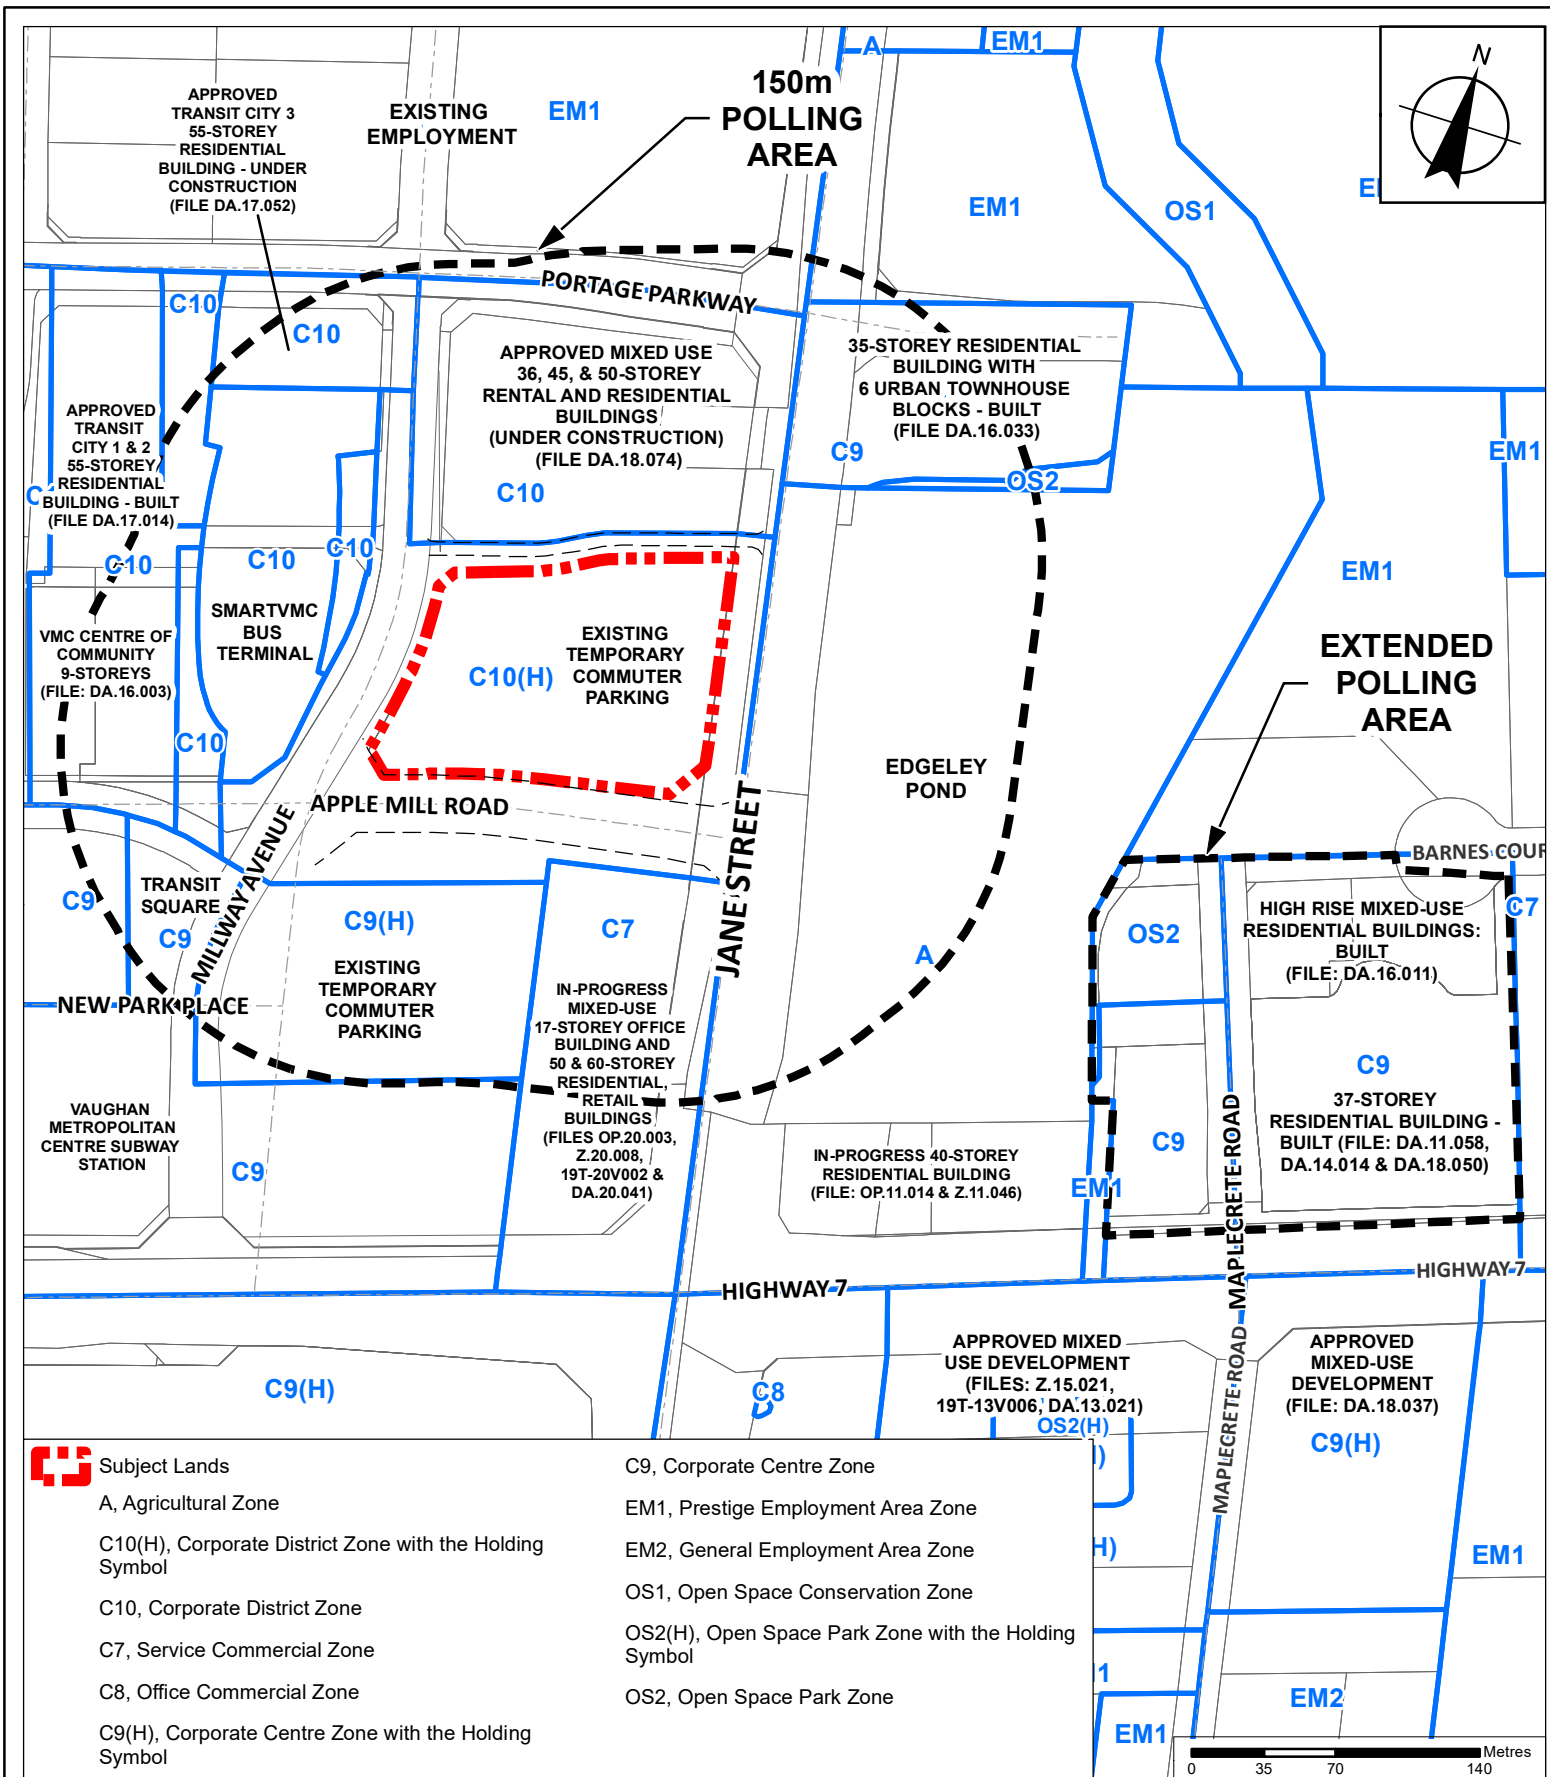 A
EM1
N
150m
POLLING
AREA
APPROVED
TRANSIT CITY 3
55-STOREY
RESIDENTIAL
BUILDING - UNDER
CONSTRUCTION
(FILE DA.17.052)
EXISTING
EMPLOYMENT
EM1
EM1
OS1
PORTAGE PARKWAY
C10
C10
APPROVED MIXED USE
36, 45, & 50-STOREY
RENTAL AND RESIDENTIAL
BUILDINGS
(UNDER CONSTRUCTION)
(FILE DA.18.074)
C10
35-STOREY RESIDENTIAL
BUILDING WITH
6 URBAN TOWNHOUSE
BLOCKS - BUILT
(FILE DA.16.033)
C9
OS2
EM1
APPROVED
TRANSIT
CITY 1 & 2
55-STOREY
RESIDENTIAL
BUILDING - BUILT
(FILE DA.17.014)
C10
C10
C10
SMARTVMC
BUS
TERMINAL
VMC CENTRE OF
COMMUNITY
9-STOREYS
(FILE: DA.16.003)
C10
C10(H)
EXISTING
TEMPORARY
COMMUTER
PARKING
EM1
EXTENDED
POLLING
AREA
EDGELEY
POND
APPLE MILL ROAD
MILLWAY AVENUE
JANE STREET
BARNES COUR
TRANSIT
SQUARE
C9
C9
C9(H)
EXISTING
TEMPORARY
COMMUTER
PARKING
C7
A
OS2
HIGH RISE MIXED-USE
RESIDENTIAL BUILDINGS:
BUILT
(FILE: DA.16.011)
C7
NEW PARK PLACE
IN-PROGRESS
MIXED-USE
17-STOREY OFFICE
BUILDING AND
50 & 60-STOREY
RESIDENTIAL,
RETAIL
BUILDINGS
(FILES OP.20.003,
Z.20.008,
19T-20V002 &
DA.20.041)
VAUGHAN
METROPOLITAN
CENTRE SUBWAY
STATION
C9
IN-PROGRESS 40-STOREY
RESIDENTIAL BUILDING
(FILE: OP.11.014 & Z.11.046)
EM1
C9
MAPLECRETE ROAD
C9
37-STOREY
RESIDENTIAL BUILDING -
BUILT (FILE: DA.11.058,
DA.14.014 & DA.18.050)
HIGHWAY 7
HIGHWAY 7
C9(H)
C8
APPROVED MIXED
USE DEVELOPMENT
(FILES: Z.15.021,
19T-13V006, DA.13.021)
OS2(H)
MAPLECRETE ROAD
APPROVED
MIXED-USE
DEVELOPMENT
(FILE: DA.18.037)
C9(H)
EM1
EM2
EM1
Subject Lands
A, Agricultural Zone
C10(H), Corporate District Zone with the Holding
Symbol
C10, Corporate District Zone
C7, Service Commercial Zone
C8, Office Commercial Zone
C9(H), Corporate Centre Zone with the Holding
Symbol
C9, Corporate Centre Zone
EM1, Prestige Employment Area Zone
EM2, General Employment Area Zone
OS1, Open Space Conservation Zone
OS2(H), Open Space Park Zone with the Holding
Symbol
OS2, Open Space Park Zone
Metres
0 35 70 140